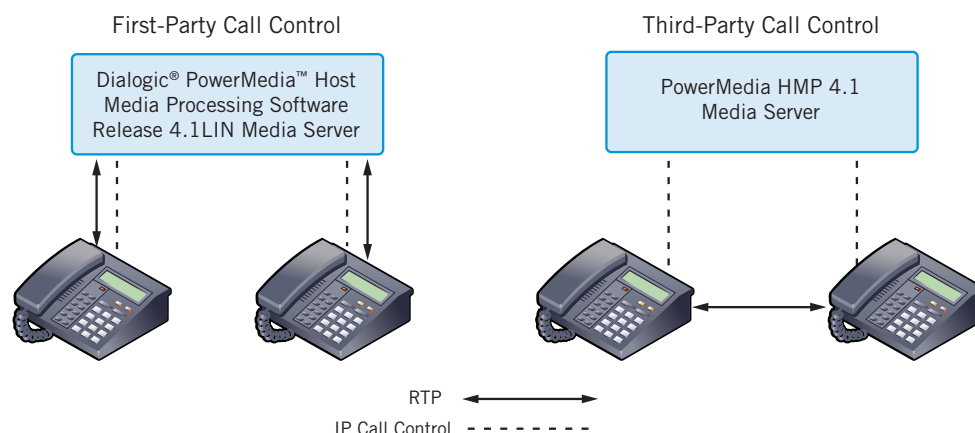 First-Party Call Control
Third-Party Call Control
Dialogic® PowerMedia™ Host
Media Processing Software
Release 4.1LIN Media Server
PowerMedia HMP 4.1
Media Server
RTP
IP Call Control